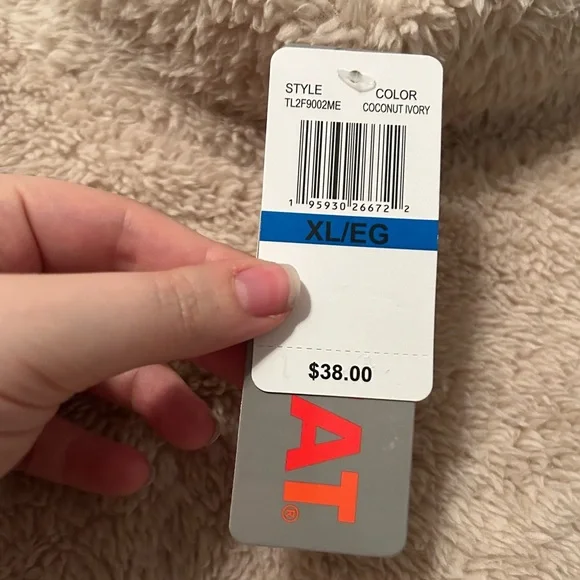 STYLE COLOR
TL2F9002ME COCONUT IVORY
1 95930 26672 2
XL/EG
$38.00
AT®